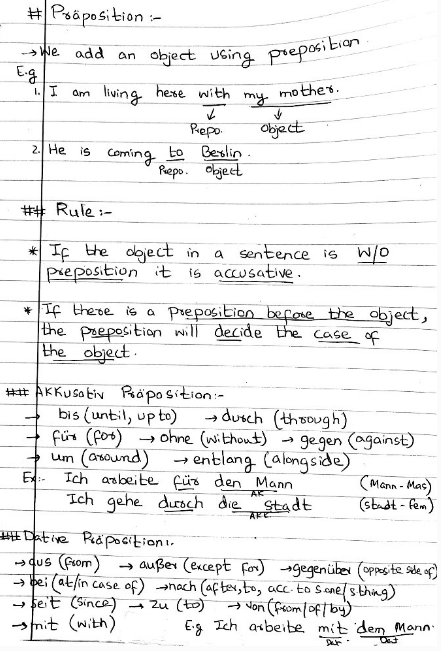 # Präposition :-
→ We add an object using preposition.
E.g
1. I am living here with my mother.
Prepo. object
2. He is coming to Berlin.
Prepo. object
## Rule :-
* If the object in a sentence is W/O
preposition it is accusative.
* If there is a preposition before the object,
the preposition will decide the case of
the object.
## AKKusativ Präposition:-
→ bis (until, up to) → durch (through)
→ für (for) → ohne (without) → gegen (against)
→ um (around) → entlang (alongside)
Ex:- Ich arbeite für den Mann (Mann-Mas)
AK
Ich gehe durch die Stadt (stadt-fem)
AKK
## Dative Präposition:.
→ aus (from) → außer (except for) → gegenüber (opposite side of)
→ bei (at/in case of) → nach (after, to, acc. to s.one/s.thing)
→ seit (since) → zu (to) → von (from/of/by)
→ mit (with) E.g Ich arbeite mit dem Mann.
Dat. Dat